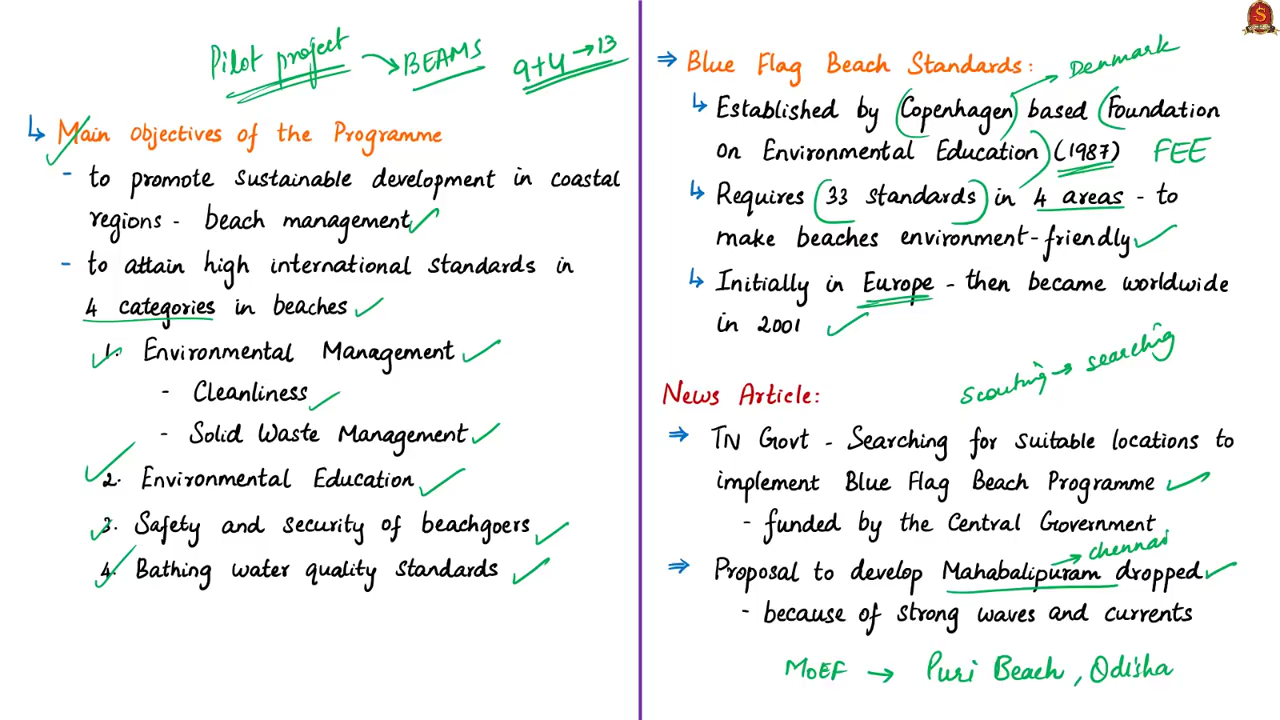 Pilot project → BEAMS 9+4 → 13
↳ Main objectives of the Programme
- to promote sustainable development in coastal
regions - beach management
- to attain high international standards in
4 categories in beaches
1. Environmental Management
- Cleanliness
- Solid Waste Management
2. Environmental Education
3. Safety and security of beachgoers
4. Bathing water quality standards
⇒ Blue Flag Beach Standards:
→ Denmark
↳ Established by (Copenhagen) based (Foundation
on Environmental Education) (1987) FEE
↳ Requires (33 standards) in 4 areas - to
make beaches environment-friendly
↳ Initially in Europe - then became worldwide
in 2001
scouting → searching
News Article:
⇒ TN Govt - Searching for suitable locations to
implement Blue Flag Beach Programme
- funded by the Central Government
→ chennai
⇒ Proposal to develop Mahabalipuram dropped
- because of strong waves and currents
MoEF → Puri Beach, Odisha